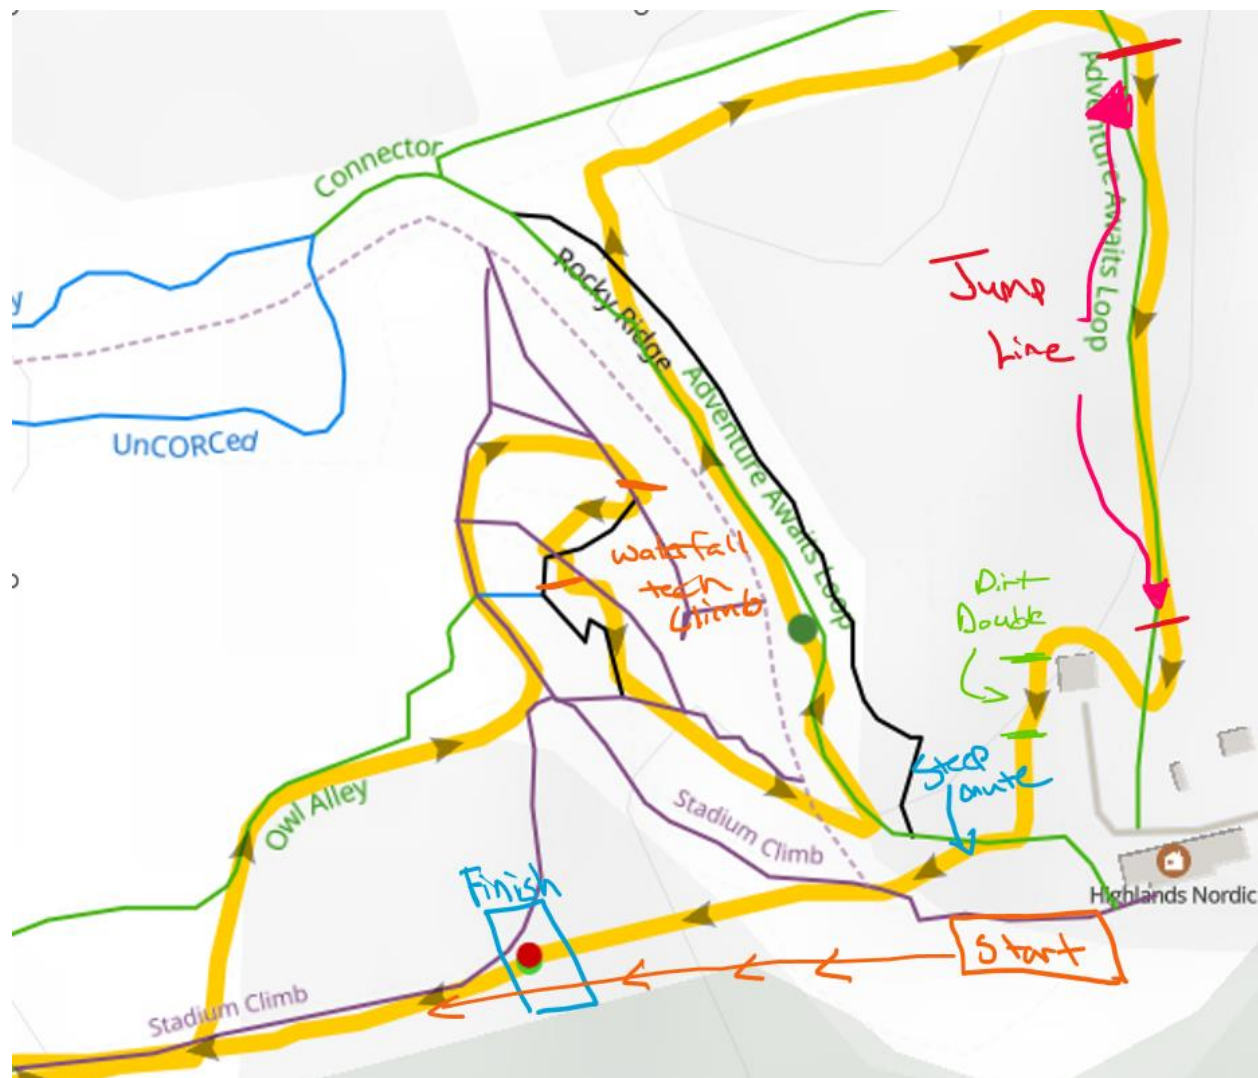 Connector
Adventure Awaits Loop
Rocky Ridge
Jump
Line
UnCORCed
Adventure Awaits Loop
Waterfall
tech
Climb
Dirt
Double
Steep
Owl Alley
Stadium Climb
Finish
Highlands Nordic
Start
Stadium Climb